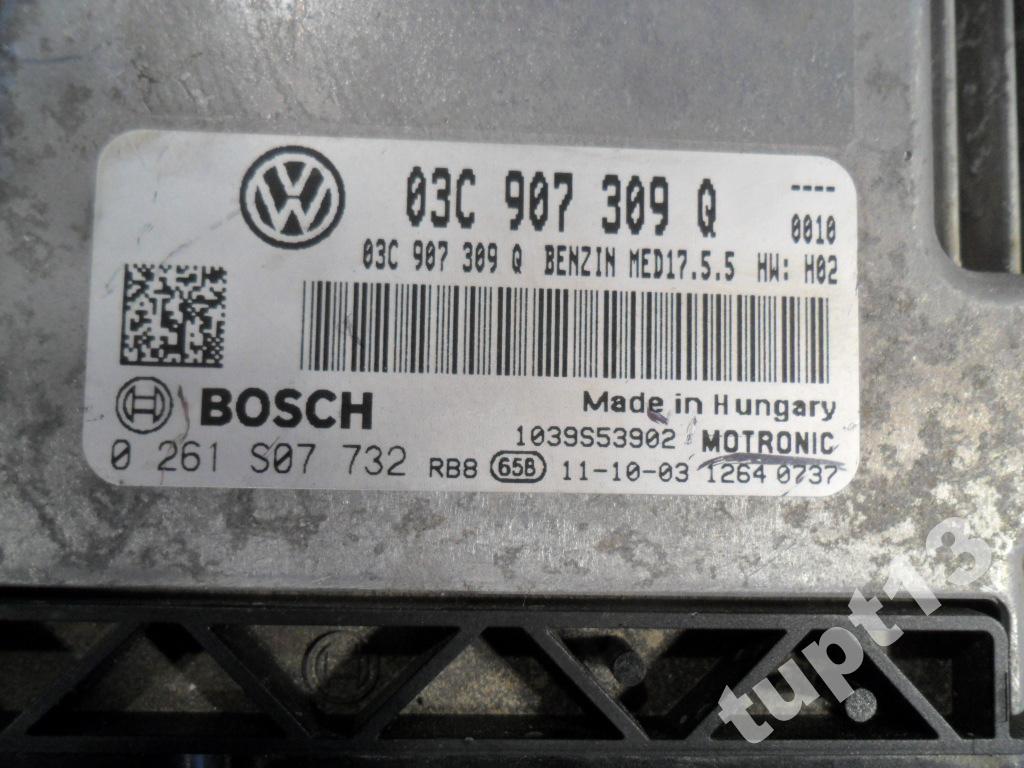 03C 907 309 Q ----
0010
03C 907 309 Q BENZIN MED17.5.5 HW: H02
BOSCH
Made in Hungary
1039S53902 MOTRONIC
0 261 S07 732 RB8 658 11-10-03 1264 0737
tupt13